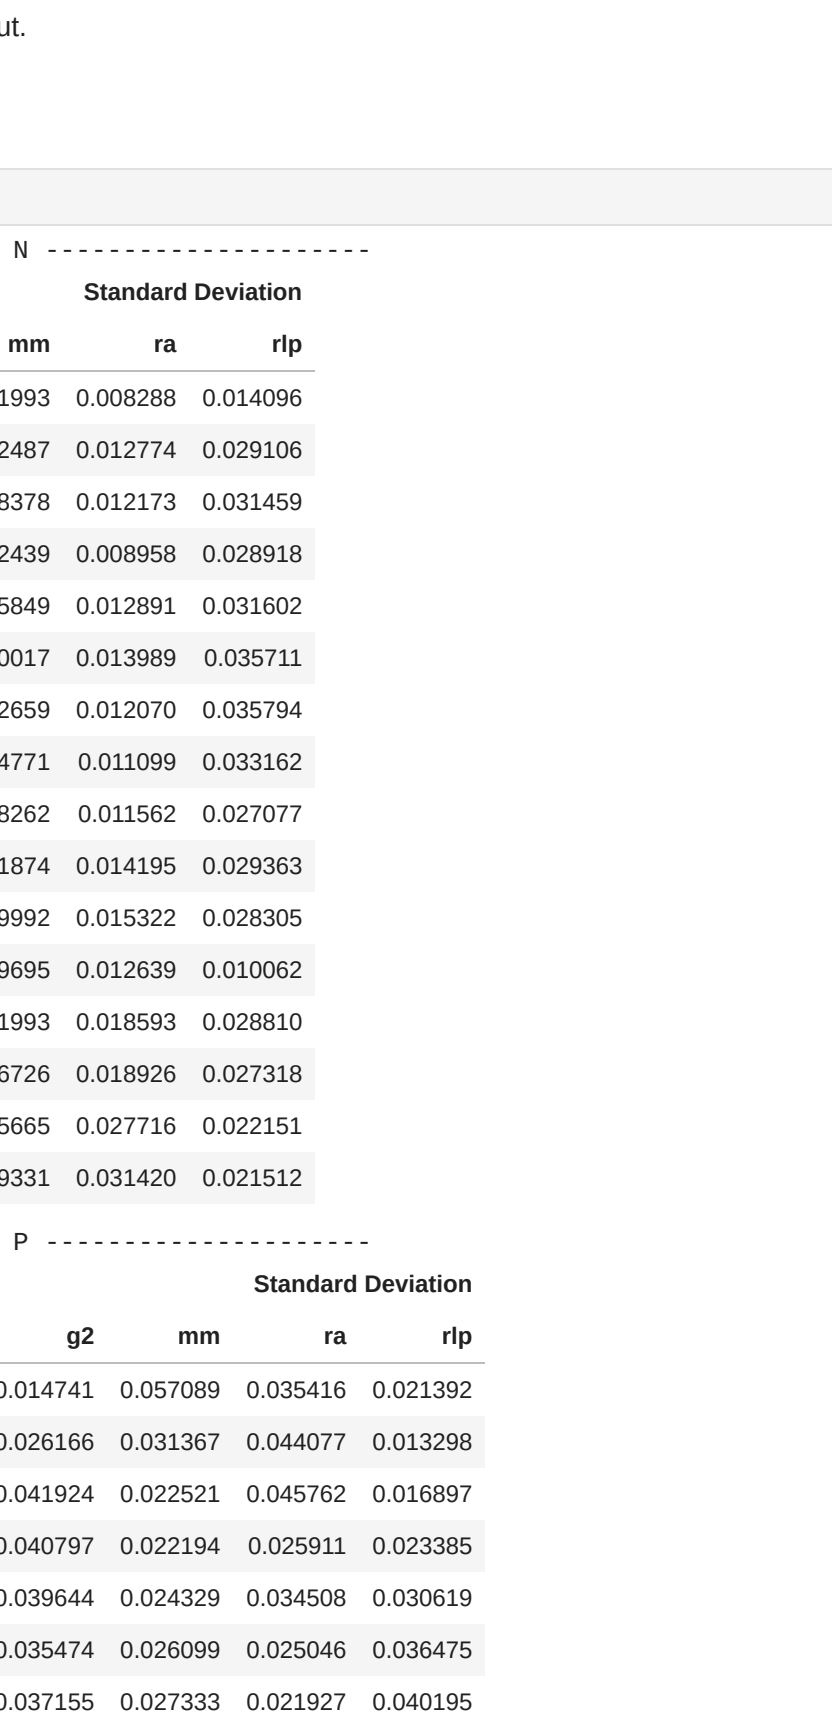 ut.
N ---------------------
Standard Deviation
mm ra rlp
1993 0.008288 0.014096
2487 0.012774 0.029106
8378 0.012173 0.031459
2439 0.008958 0.028918
5849 0.012891 0.031602
0017 0.013989 0.035711
2659 0.012070 0.035794
4771 0.011099 0.033162
8262 0.011562 0.027077
1874 0.014195 0.029363
9992 0.015322 0.028305
9695 0.012639 0.010062
1993 0.018593 0.028810
6726 0.018926 0.027318
5665 0.027716 0.022151
9331 0.031420 0.021512
P ---------------------
Standard Deviation
g2 mm ra rlp
0.014741 0.057089 0.035416 0.021392
0.026166 0.031367 0.044077 0.013298
0.041924 0.022521 0.045762 0.016897
0.040797 0.022194 0.025911 0.023385
0.039644 0.024329 0.034508 0.030619
0.035474 0.026099 0.025046 0.036475
0.037155 0.027333 0.021927 0.040195